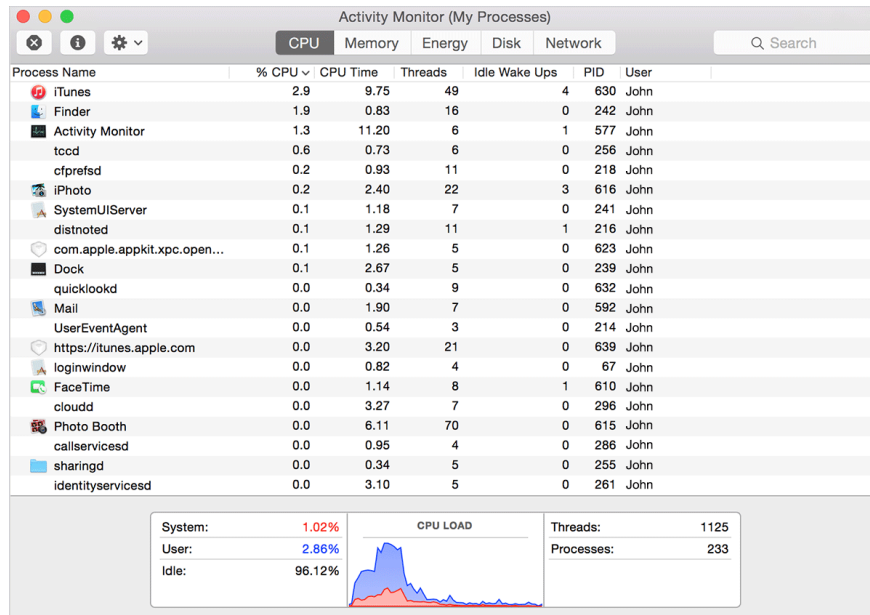 Activity Monitor (My Processes)
CPU Memory Energy Disk Network Search
Process Name % CPU CPU Time Threads Idle Wake Ups PID User
iTunes 2.9 9.75 49 4 630 John
Finder 1.9 0.83 16 0 242 John
Activity Monitor 1.3 11.20 6 1 577 John
tccd 0.6 0.73 6 0 256 John
cfprefsd 0.2 0.93 11 0 218 John
iPhoto 0.2 2.40 22 3 616 John
SystemUIServer 0.1 1.18 7 0 241 John
distnoted 0.1 1.29 11 1 216 John
com.apple.appkit.xpc.open... 0.1 1.26 5 0 623 John
Dock 0.1 2.67 5 0 239 John
quicklookd 0.0 0.34 9 0 632 John
Mail 0.0 1.90 7 0 592 John
UserEventAgent 0.0 0.54 3 0 214 John
https://itunes.apple.com 0.0 3.20 21 0 639 John
loginwindow 0.0 0.82 4 0 67 John
FaceTime 0.0 1.14 8 1 610 John
cloudd 0.0 3.27 7 0 296 John
Photo Booth 0.0 6.11 70 0 615 John
callservicesd 0.0 0.95 4 0 286 John
sharingd 0.0 0.34 5 0 255 John
identityservicesd 0.0 3.10 5 0 261 John
System: 1.02% CPU LOAD Threads: 1125
User: 2.86% Processes: 233
Idle: 96.12%